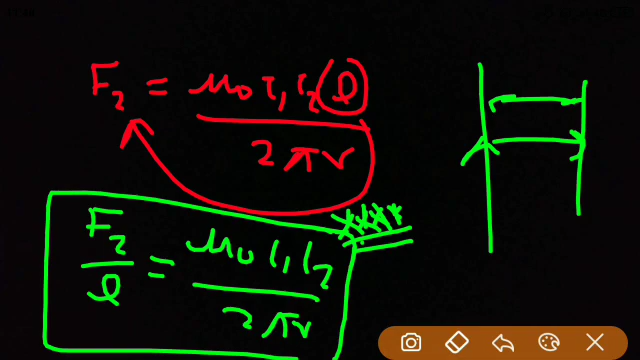 F₂ = μ₀ I₁ I₂ l / 2πr
F₂ / l = μ₀ I₁ I₂ / 2πr